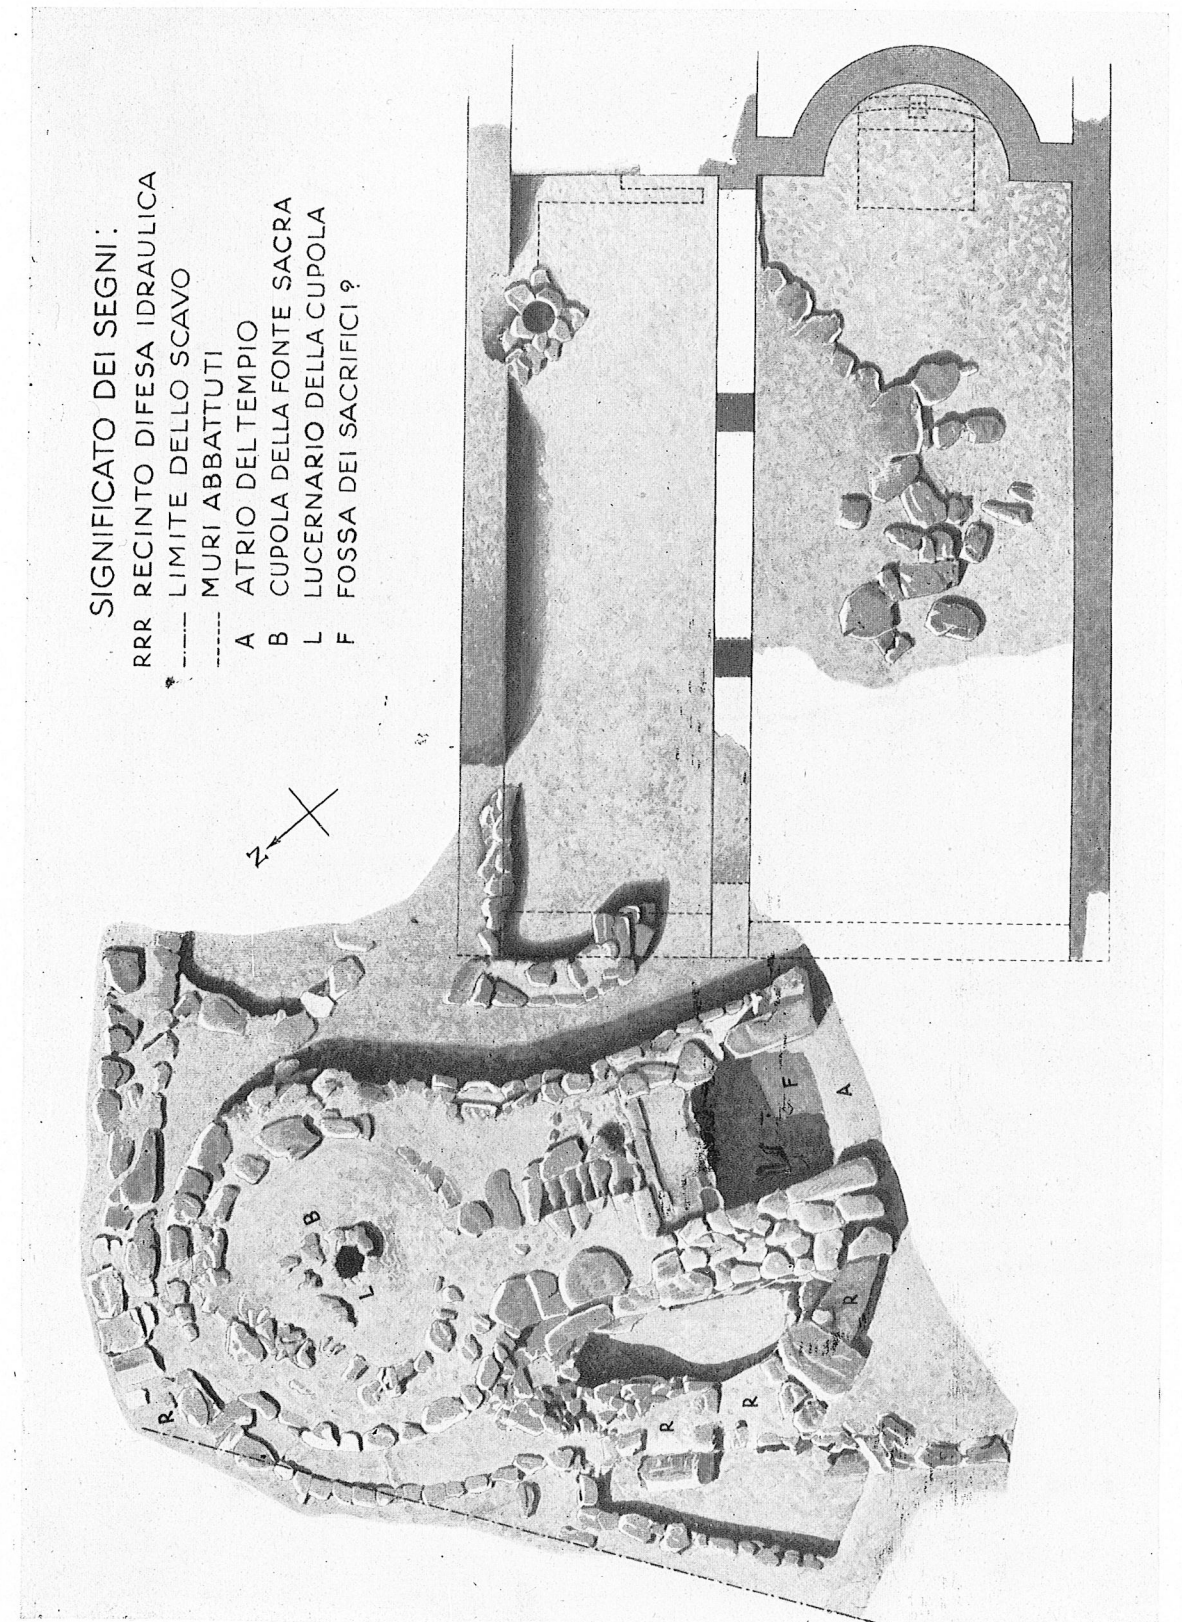 SIGNIFICATO DEI SEGNI:
RRR RECINTO DIFESA IDRAULICA
LIMITE DELLO SCAVO
MURI ABBATTUTI
A ATRIO DEL TEMPIO
B CUPOLA DELLA FONTE SACRA
L LUCERNARIO DELLA CUPOLA
F FOSSA DEI SACRIFICI?
N
B
L
F
A
R
R
R
R